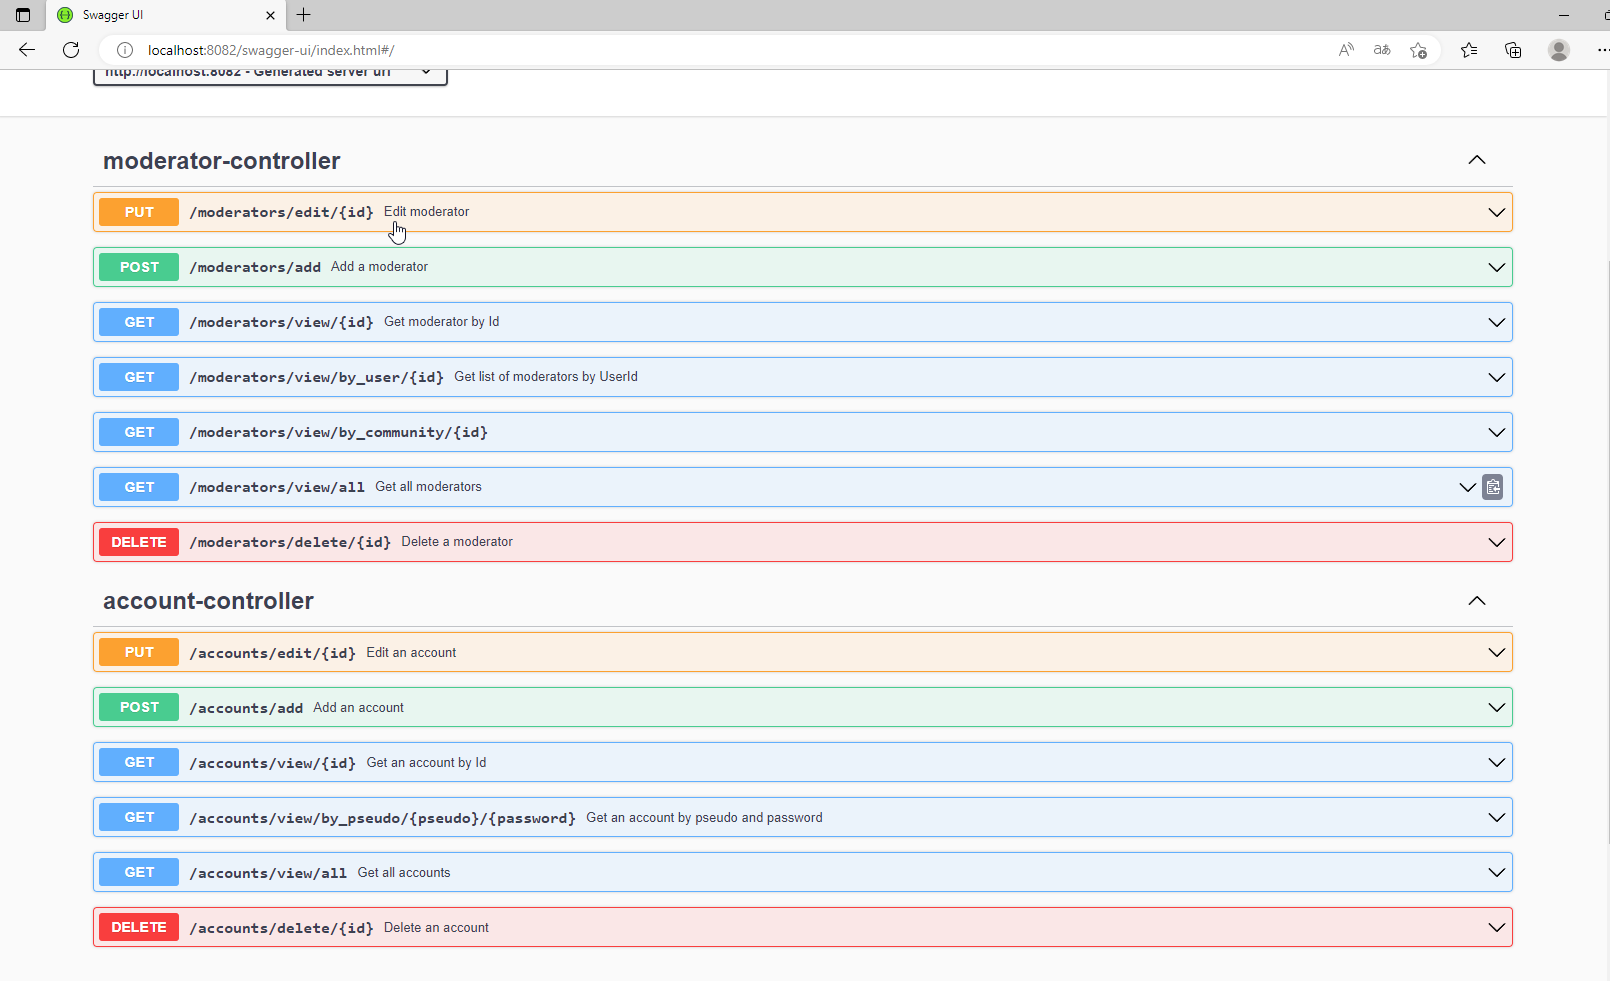 Swagger UI
localhost:8082/swagger-ui/index.html#/
http://localhost:8082 - Generated server url
moderator-controller
PUT /moderators/edit/{id} Edit moderator
POST /moderators/add Add a moderator
GET /moderators/view/{id} Get moderator by Id
GET /moderators/view/by_user/{id} Get list of moderators by UserId
GET /moderators/view/by_community/{id}
GET /moderators/view/all Get all moderators
DELETE /moderators/delete/{id} Delete a moderator
account-controller
PUT /accounts/edit/{id} Edit an account
POST /accounts/add Add an account
GET /accounts/view/{id} Get an account by Id
GET /accounts/view/by_pseudo/{pseudo}/{password} Get an account by pseudo and password
GET /accounts/view/all Get all accounts
DELETE /accounts/delete/{id} Delete an account